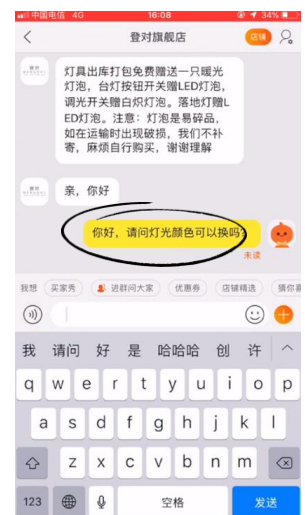 中国电信 4G 16:08 34%
登对旗舰店 店铺
灯具出库打包免费赠送一只暖光
灯泡，台灯按钮开关赠LED灯泡，
调光开关赠白炽灯泡。落地灯赠L
ED灯泡。注意：灯泡是易碎品，
如在运输时出现破损，我们不补
寄，麻烦自行购买，谢谢理解
亲，你好
你好，请问灯光颜色可以换吗?
未读
我想 买家秀 进群问大家 优惠券 店铺精选 猜你喜
我 请问 好 是 哈哈哈 创 许
q w e r t y u i o p
a s d f g h j k l
z x c v b n m
123 空格 发送